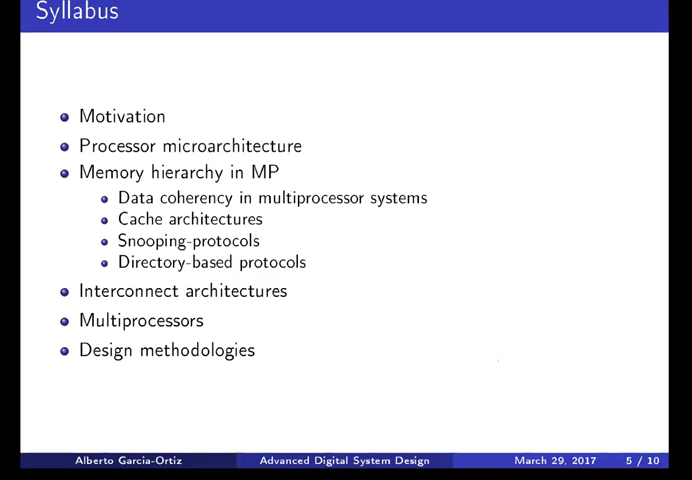 Syllabus
Motivation
Processor microarchitecture
Memory hierarchy in MP
Data coherency in multiprocessor systems
Cache architectures
Snooping-protocols
Directory-based protocols
Interconnect architectures
Multiprocessors
Design methodologies
Alberto Garcia-Ortiz Advanced Digital System Design March 29, 2017 5 / 10